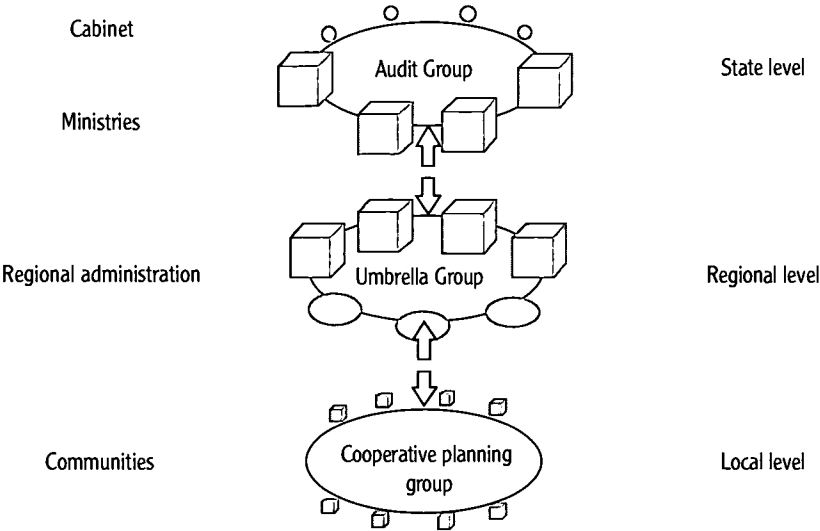 Cabinet
Audit Group
State level
Ministries
Regional administration
Umbrella Group
Regional level
Communities
Cooperative planning
group
Local level